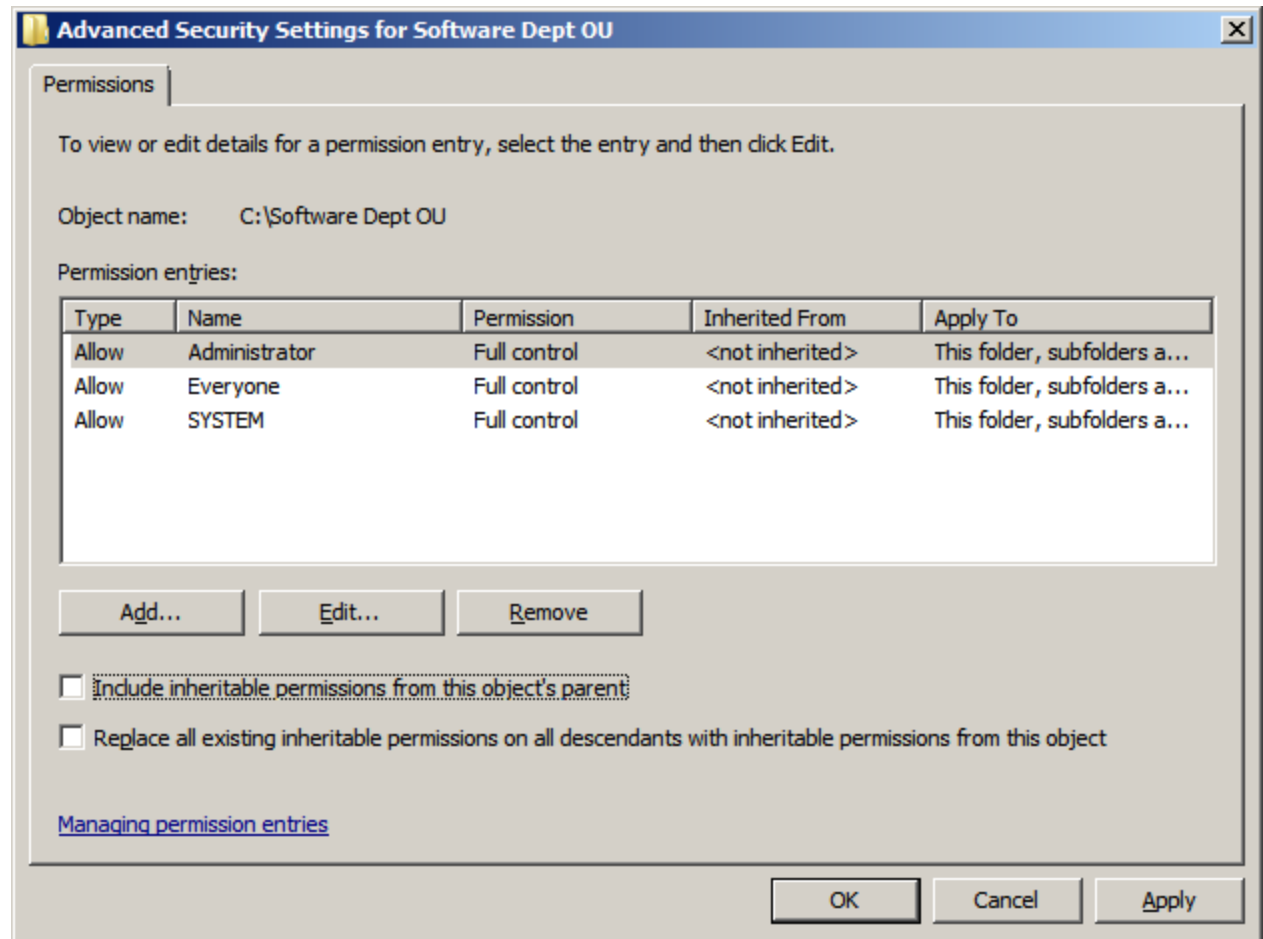 Advanced Security Settings for Software Dept OU
Permissions
To view or edit details for a permission entry, select the entry and then click Edit.
Object name: C:\Software Dept OU
Permission entries:
Type Name Permission Inherited From Apply To
Allow Administrator Full control <not inherited> This folder, subfolders a...
Allow Everyone Full control <not inherited> This folder, subfolders a...
Allow SYSTEM Full control <not inherited> This folder, subfolders a...
Add... Edit... Remove
Include inheritable permissions from this object's parent
Replace all existing inheritable permissions on all descendants with inheritable permissions from this object
Managing permission entries
OK Cancel Apply